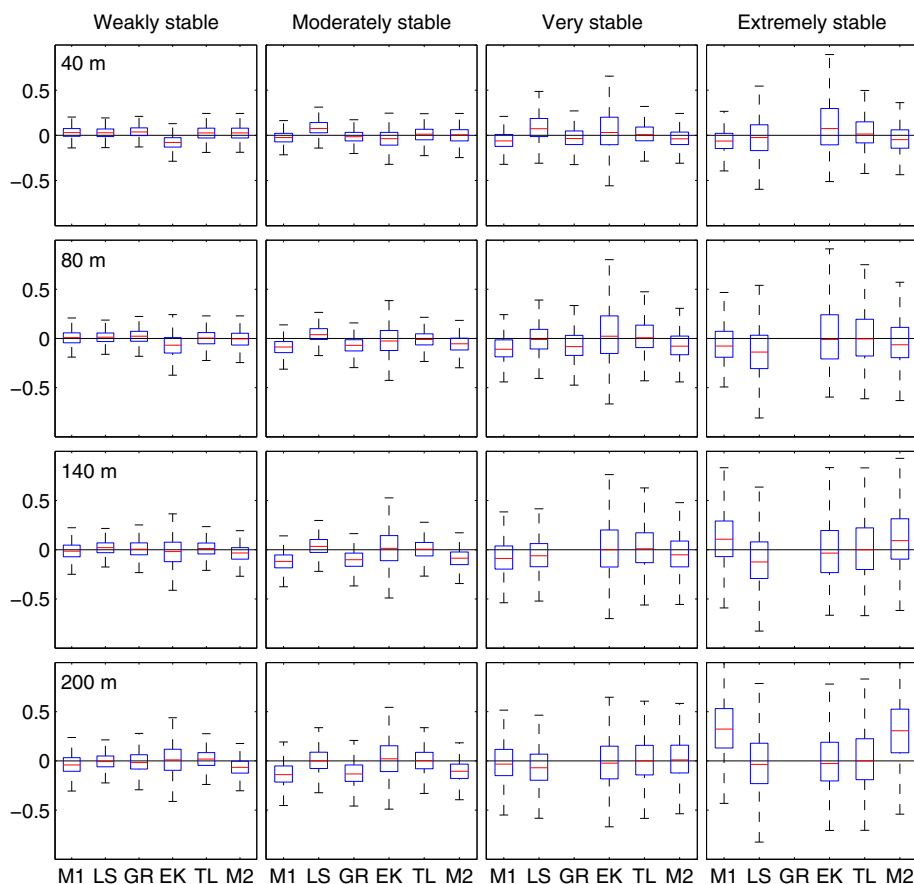 Weakly stable Moderately stable Very stable Extremely stable
40 m
0.5
0
−0.5
80 m
0.5
0
−0.5
140 m
0.5
0
−0.5
200 m
0.5
0
−0.5
M1 LS GR EK TL M2 M1 LS GR EK TL M2 M1 LS GR EK TL M2 M1 LS GR EK TL M2